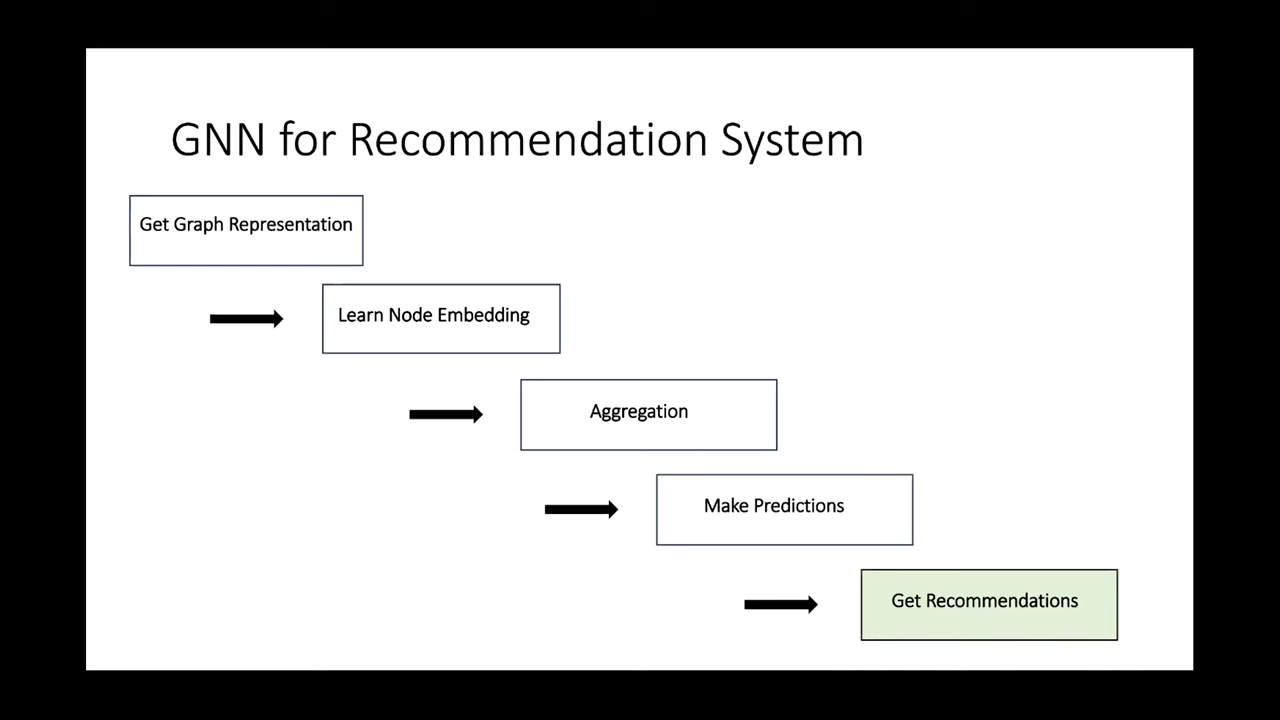 GNN for Recommendation System
Get Graph Representation
Learn Node Embedding
Aggregation
Make Predictions
Get Recommendations